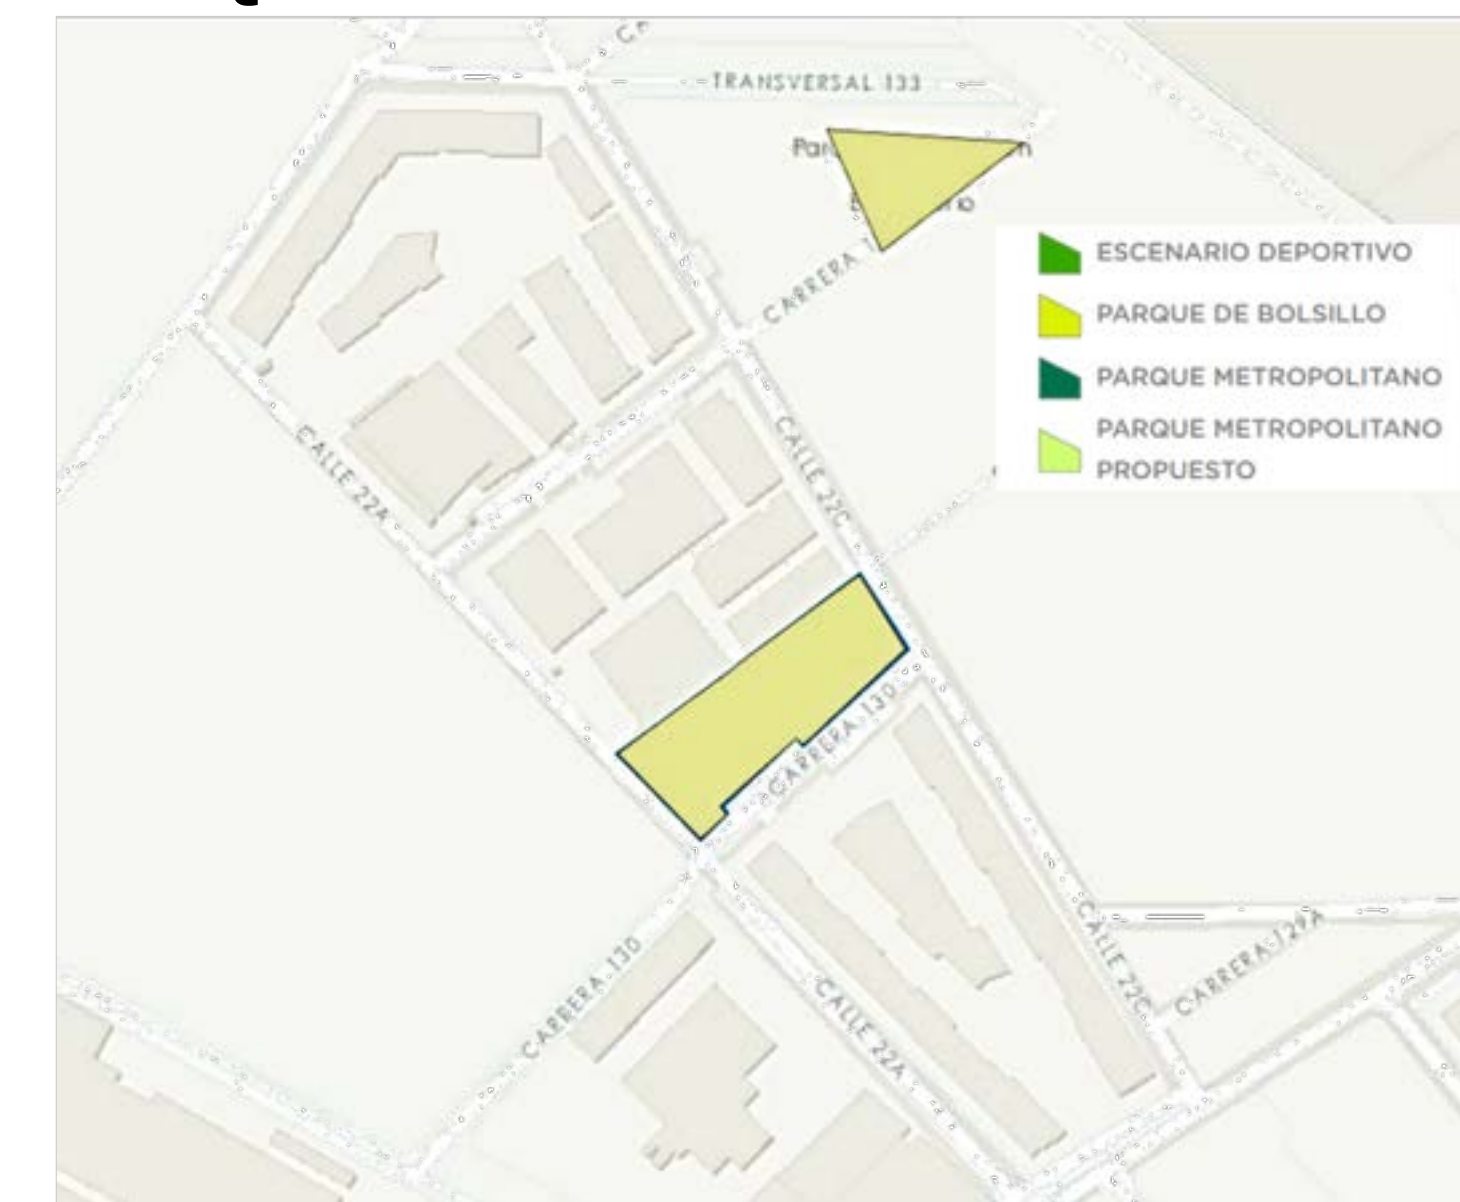 TRANSVERSAL 133
CARRERA
ESCENARIO DEPORTIVO
PARQUE DE BOLSILLO
PARQUE METROPOLITANO
PARQUE METROPOLITANO
PROPUESTO
CALLE 22A
CALLE 22C
CARRERA 130
CALLE 22C
CARRERA 129A
CARRERA 130
CALLE 22A